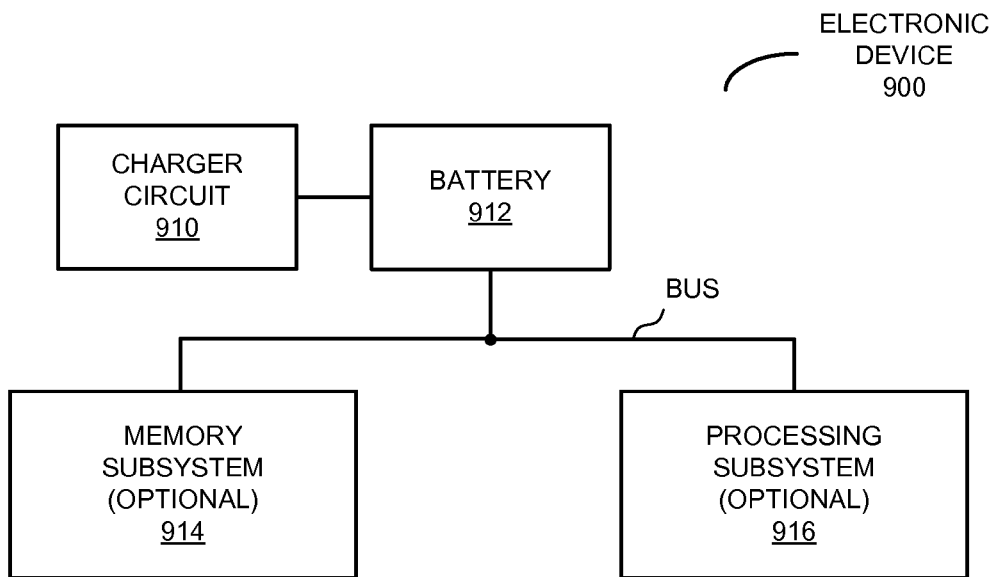 ELECTRONIC
DEVICE
900
CHARGER
CIRCUIT
910
BATTERY
912
BUS
MEMORY
SUBSYSTEM
(OPTIONAL)
914
PROCESSING
SUBSYSTEM
(OPTIONAL)
916